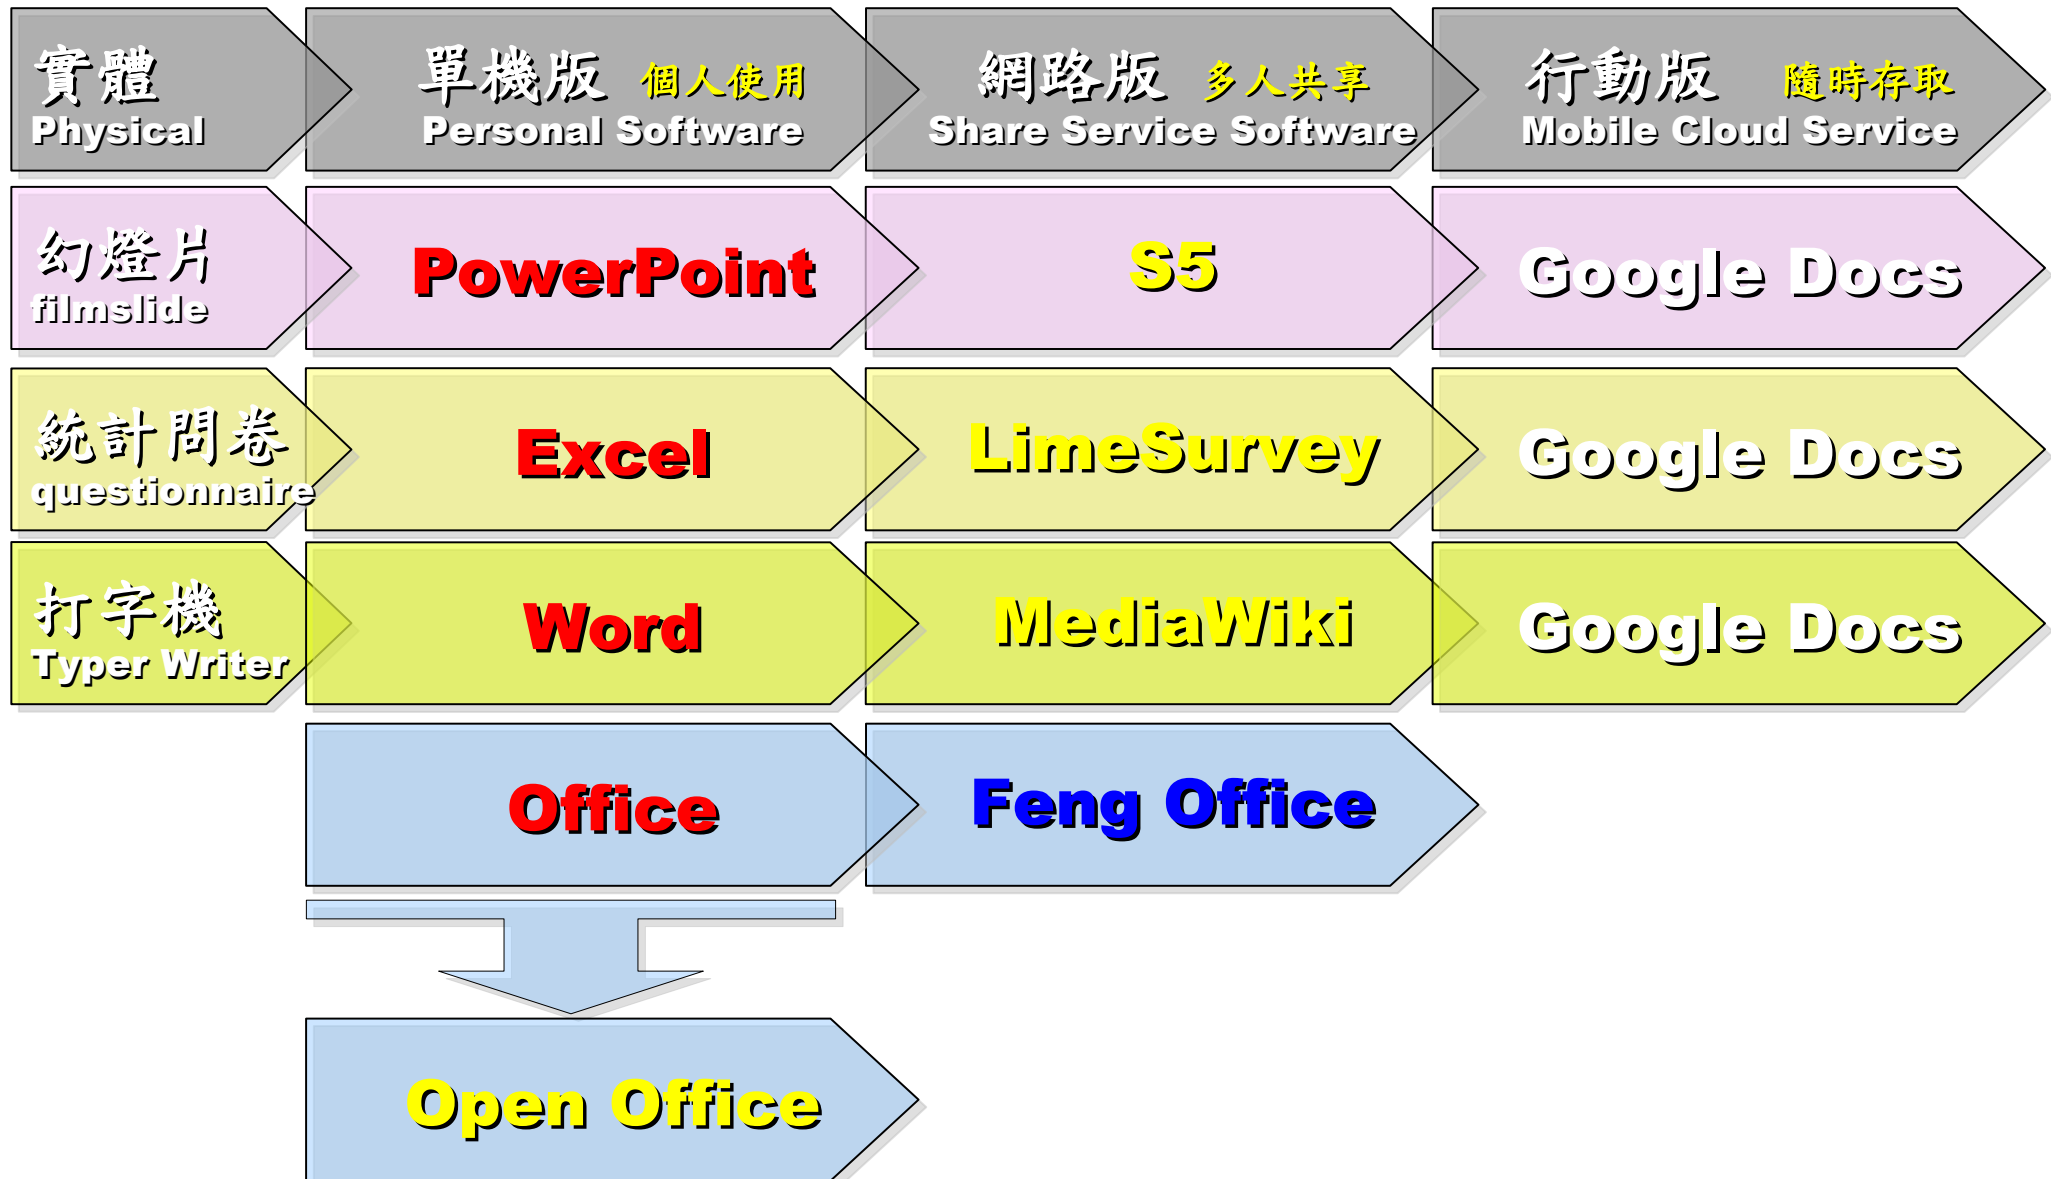 實體
Physical
單機版 個人使用
Personal Software
網路版 多人共享
Share Service Software
行動版 隨時存取
Mobile Cloud Service
幻燈片
filmslide
PowerPoint
S5
Google Docs
統計問卷
questionnaire
Excel
LimeSurvey
Google Docs
打字機
Typer Writer
Word
MediaWiki
Google Docs
Office
Feng Office
Open Office